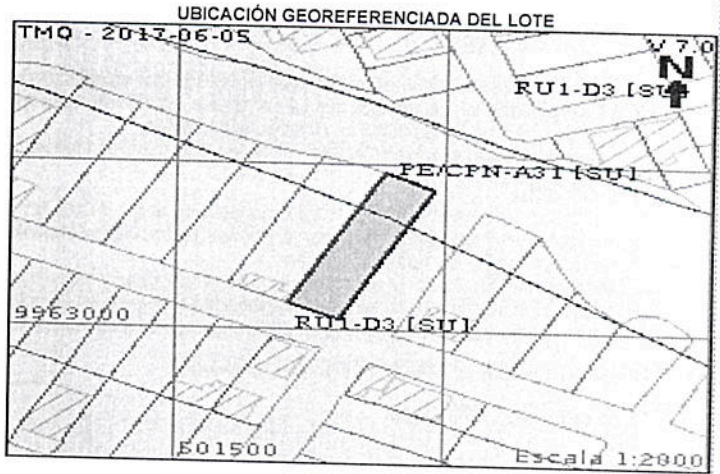 UBICACIÓN GEOREFERENCIADA DEL LOTE
TMQ - 2017-06-05
V 7.0
N
RU1-D3 [SU]
PE/CPN-A31 [SU]
9963000
RU1-D3 [SU]
501500
Escala 1:2000